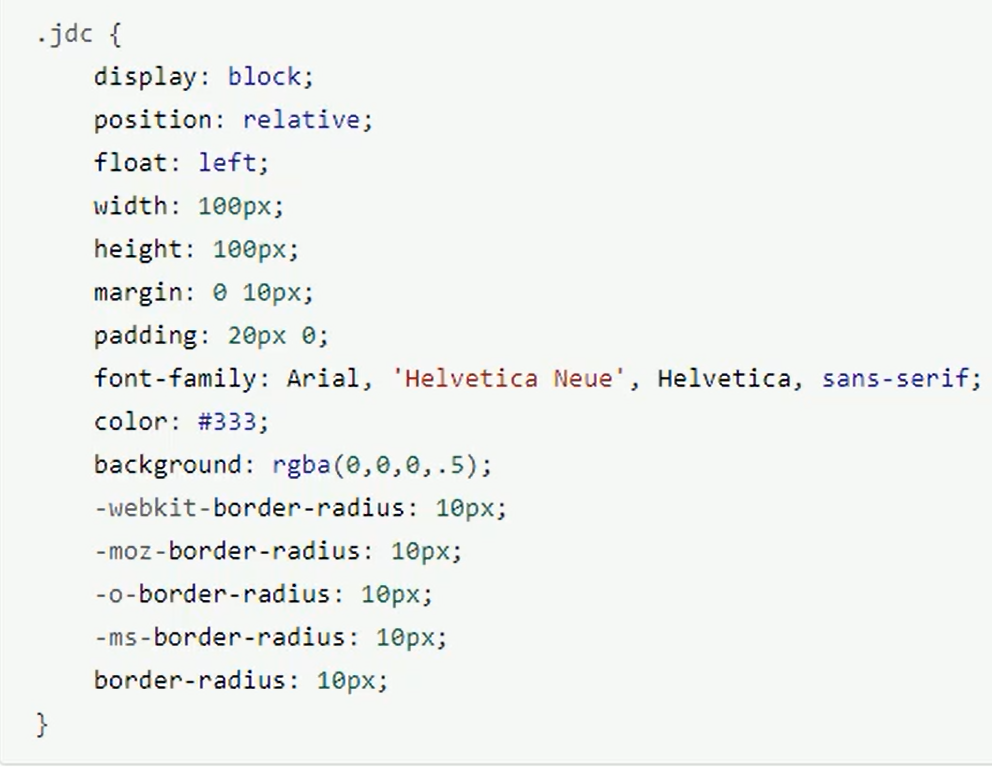 .jdc {
    display: block;
    position: relative;
    float: left;
    width: 100px;
    height: 100px;
    margin: 0 10px;
    padding: 20px 0;
    font-family: Arial, 'Helvetica Neue', Helvetica, sans-serif;
    color: #333;
    background: rgba(0,0,0,.5);
    -webkit-border-radius: 10px;
    -moz-border-radius: 10px;
    -o-border-radius: 10px;
    -ms-border-radius: 10px;
    border-radius: 10px;
}